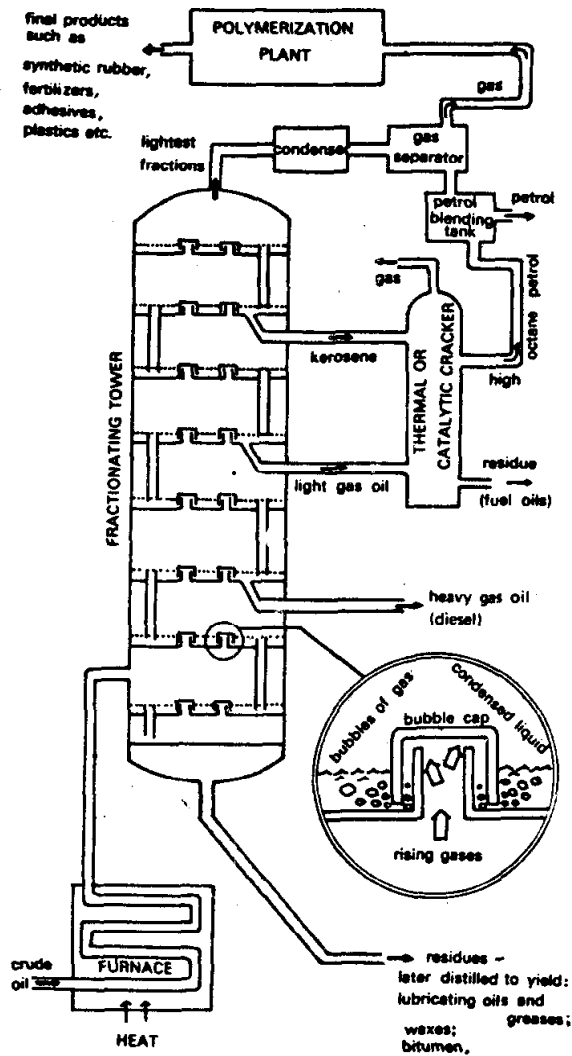 final products
such as
synthetic rubber,
fertilizers,
adhesives,
plastics etc.
POLYMERIZATION
PLANT
gas
lightest
fractions
condense
gas
separator
petrol
blending
tank
petrol
gas
kerosene
THERMAL OR
CATALYTIC CRACKER
high
octane petrol
FRACTIONATING TOWER
light gas oil
residue
(fuel oils)
heavy gas oil
(diesel)
bubbles of gas
condensed liquid
bubble cap
rising gases
crude
oil
FURNACE
HEAT
residues –
later distilled to yield:
lubricating oils and
greases;
waxes;
bitumen,